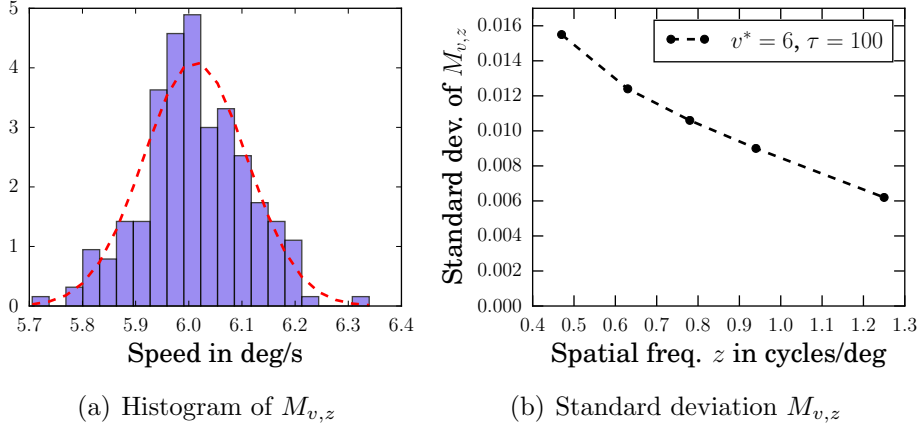 5
4
3
2
1
0
5.7 5.8 5.9 6.0 6.1 6.2 6.3 6.4
Speed in deg/s
(a) Histogram of $M_{v,z}$
Standard dev. of $M_{v,z}$
0.016
0.014
0.012
0.010
0.008
0.006
0.004
0.002
0.000
$v^* = 6, \tau = 100$
0.4 0.5 0.6 0.7 0.8 0.9 1.0 1.1 1.2 1.3
Spatial freq. $z$ in cycles/deg
(b) Standard deviation $M_{v,z}$